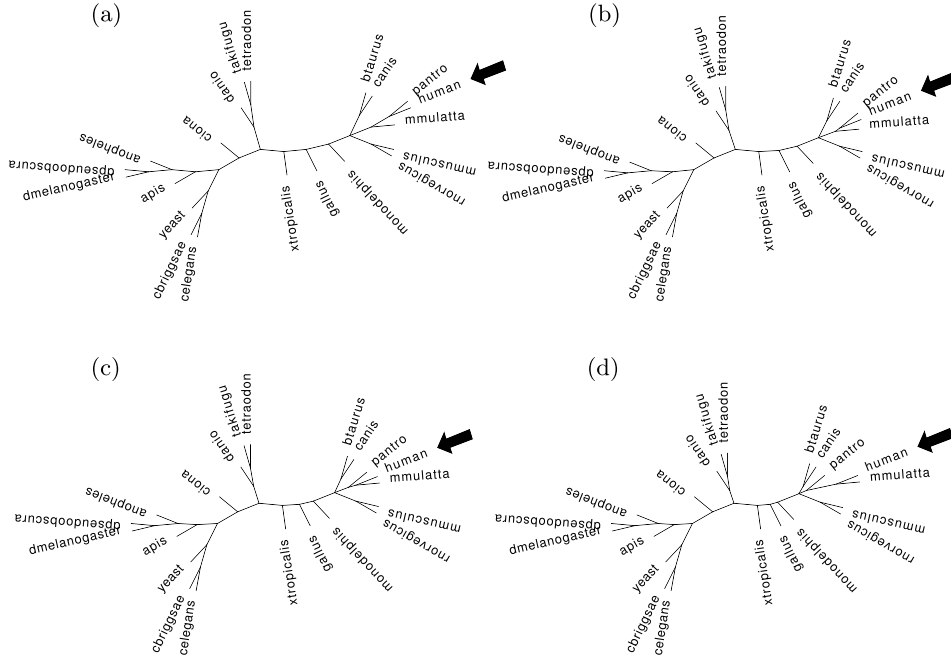 (a)
tetraodon
takifugu
danio
ciona
anopheles
dpseudoobscura
dmelanogaster
apis
yeast
cbriggsae
celegans
xtropicalis
gallus
monodelphis
rnorvegicus
mmusculus
mmulatta
human
pantro
canis
btaurus
(b)
tetraodon
takifugu
danio
ciona
anopheles
dpseudoobscura
dmelanogaster
apis
yeast
cbriggsae
celegans
xtropicalis
gallus
monodelphis
rnorvegicus
mmusculus
mmulatta
human
pantro
canis
btaurus
(c)
tetraodon
takifugu
danio
ciona
anopheles
dpseudoobscura
dmelanogaster
apis
yeast
cbriggsae
celegans
xtropicalis
gallus
monodelphis
rnorvegicus
mmusculus
mmulatta
human
pantro
canis
btaurus
(d)
tetraodon
takifugu
danio
ciona
anopheles
dpseudoobscura
dmelanogaster
apis
yeast
cbriggsae
celegans
xtropicalis
gallus
monodelphis
rnorvegicus
mmusculus
mmulatta
human
pantro
canis
btaurus